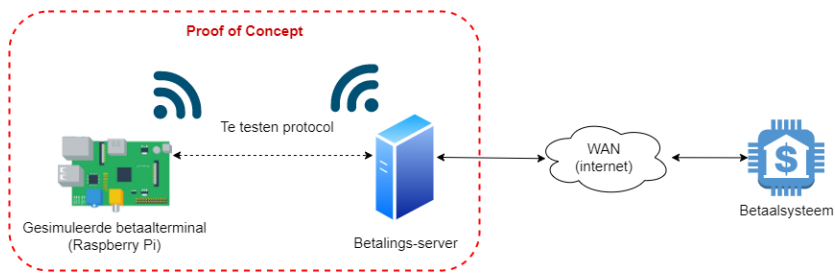 Proof of Concept
Te testen protocol
WAN
(internet)
$
Gesimuleerde betaalterminal
(Raspberry Pi)
Betalings-server
Betaalsysteem